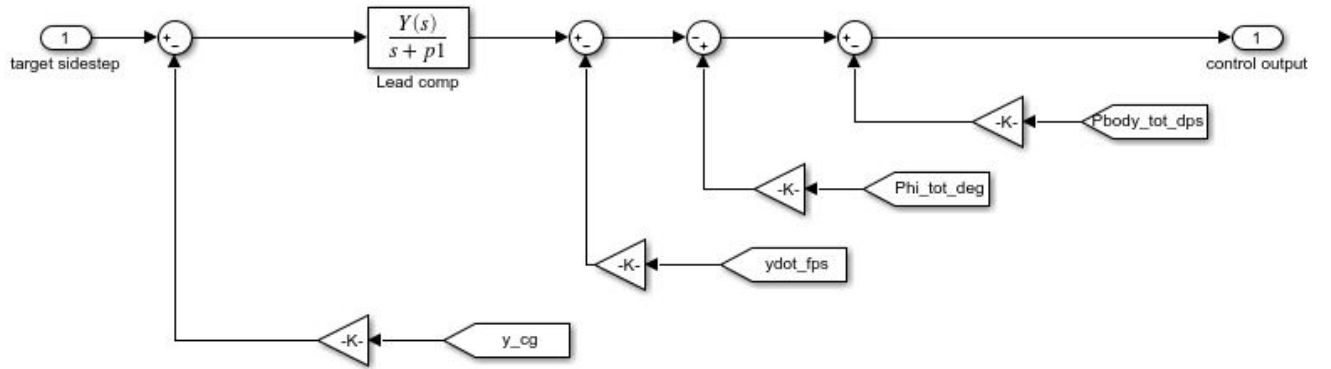 1
target sidestep
+
-
Y(s)
s + p1
Lead comp
+
-
-
+
+
-
1
control output
-K-
Pbody_tot_dps
-K-
Phi_tot_deg
-K-
ydot_fps
-K-
y_cg